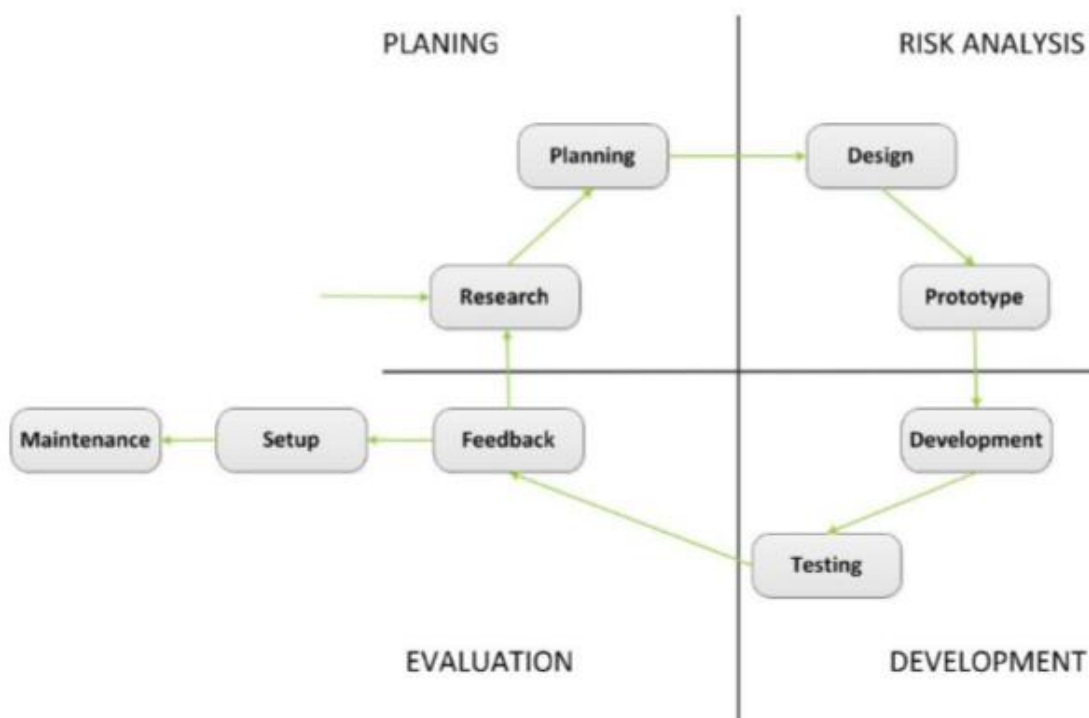 PLANING
RISK ANALYSIS
Planning
Design
Research
Prototype
Maintenance
Setup
Feedback
Development
Testing
EVALUATION
DEVELOPMENT